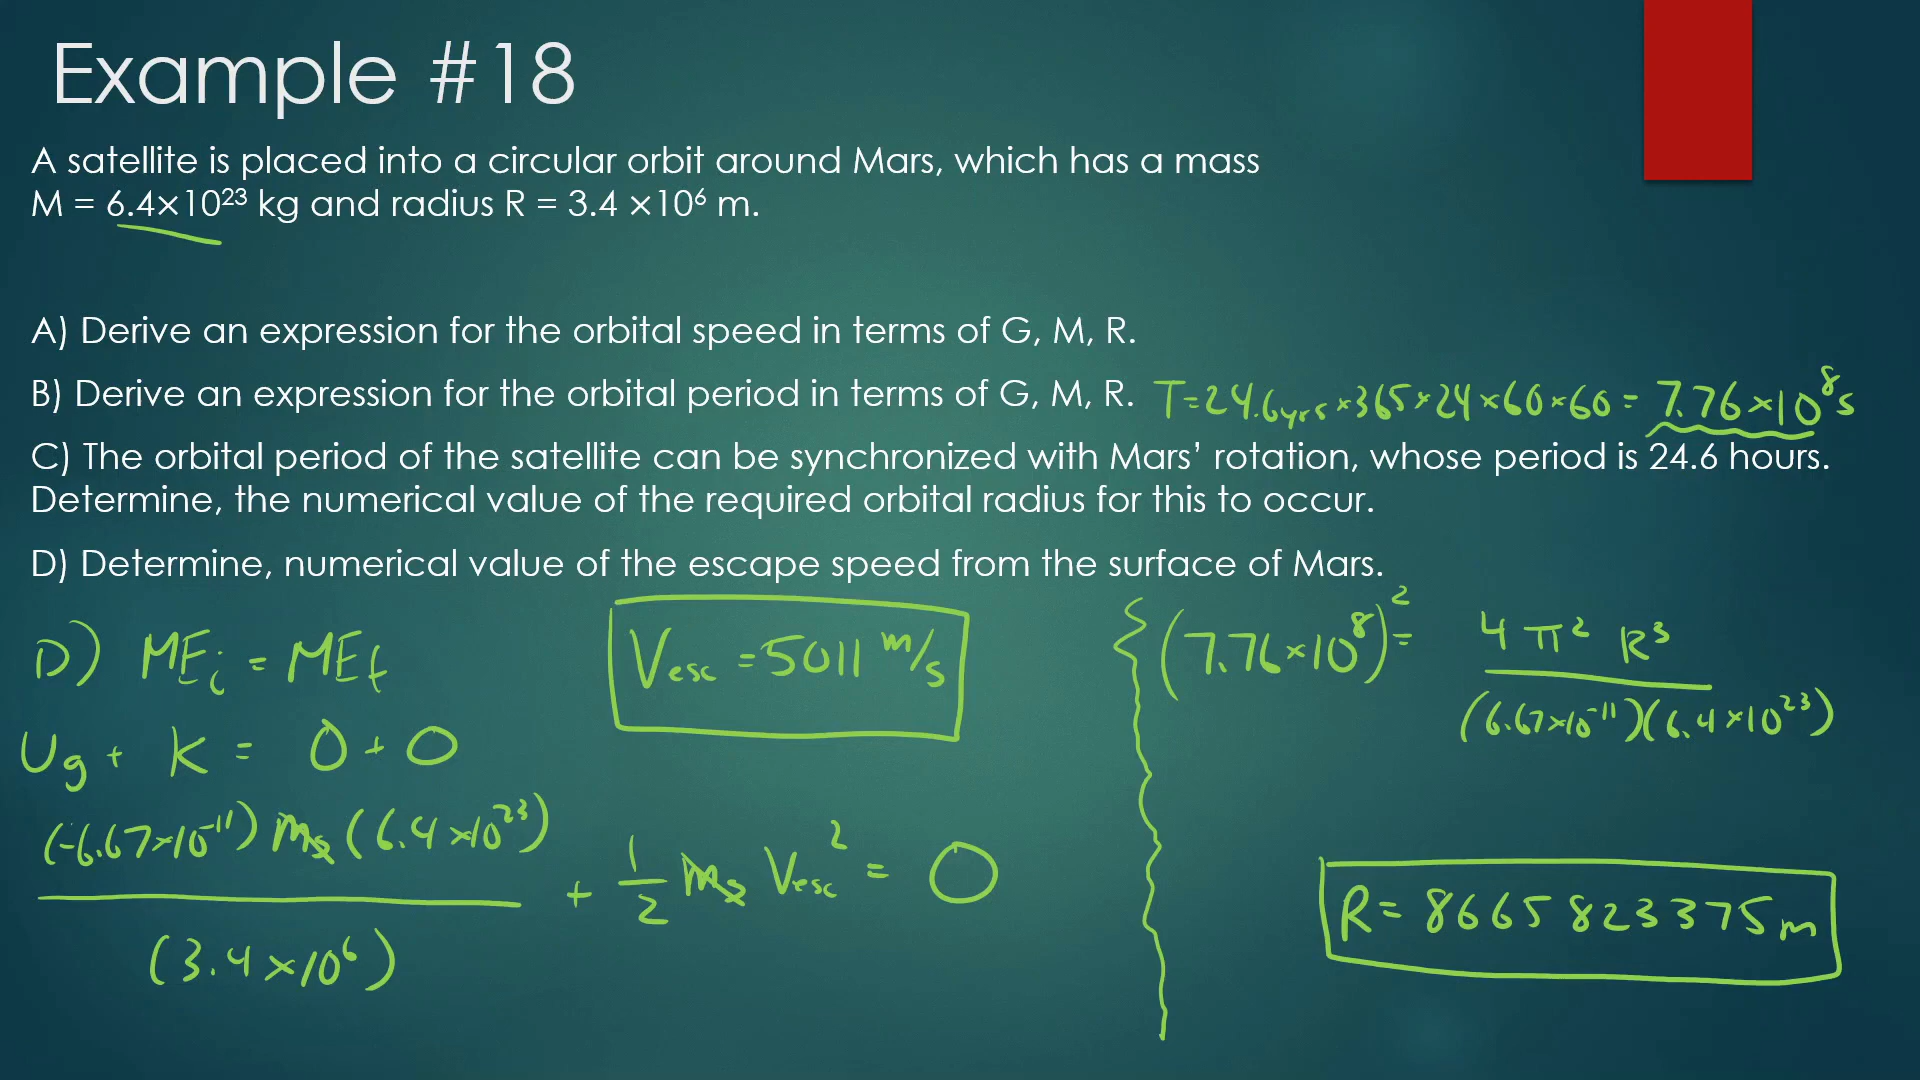 Example #18
A satellite is placed into a circular orbit around Mars, which has a mass
M = 6.4×10²³ kg and radius R = 3.4 ×10⁶ m.
A) Derive an expression for the orbital speed in terms of G, M, R.
B) Derive an expression for the orbital period in terms of G, M, R.
T=24.6yrs×365×24×60×60 = 7.76×10⁸s
C) The orbital period of the satellite can be synchronized with Mars’ rotation, whose period is 24.6 hours.
Determine, the numerical value of the required orbital radius for this to occur.
D) Determine, numerical value of the escape speed from the surface of Mars.
D) MEi = MEf
Ug + K = 0 + 0
(-6.67×10⁻¹¹) ms (6.4×10²³)
(3.4×10⁶)
+ 1/2 ms Vesc² = 0
Vesc = 5011 m/s
(7.76×10⁸)² =
4 π² R³
(6.67×10⁻¹¹)(6.4×10²³)
R= 8665823375m